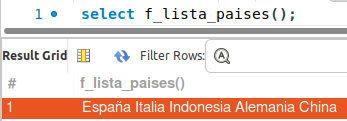 1 select f_lista_paises();
Result Grid Filter Rows:
# f_lista_paises()
1 España Italia Indonesia Alemania China